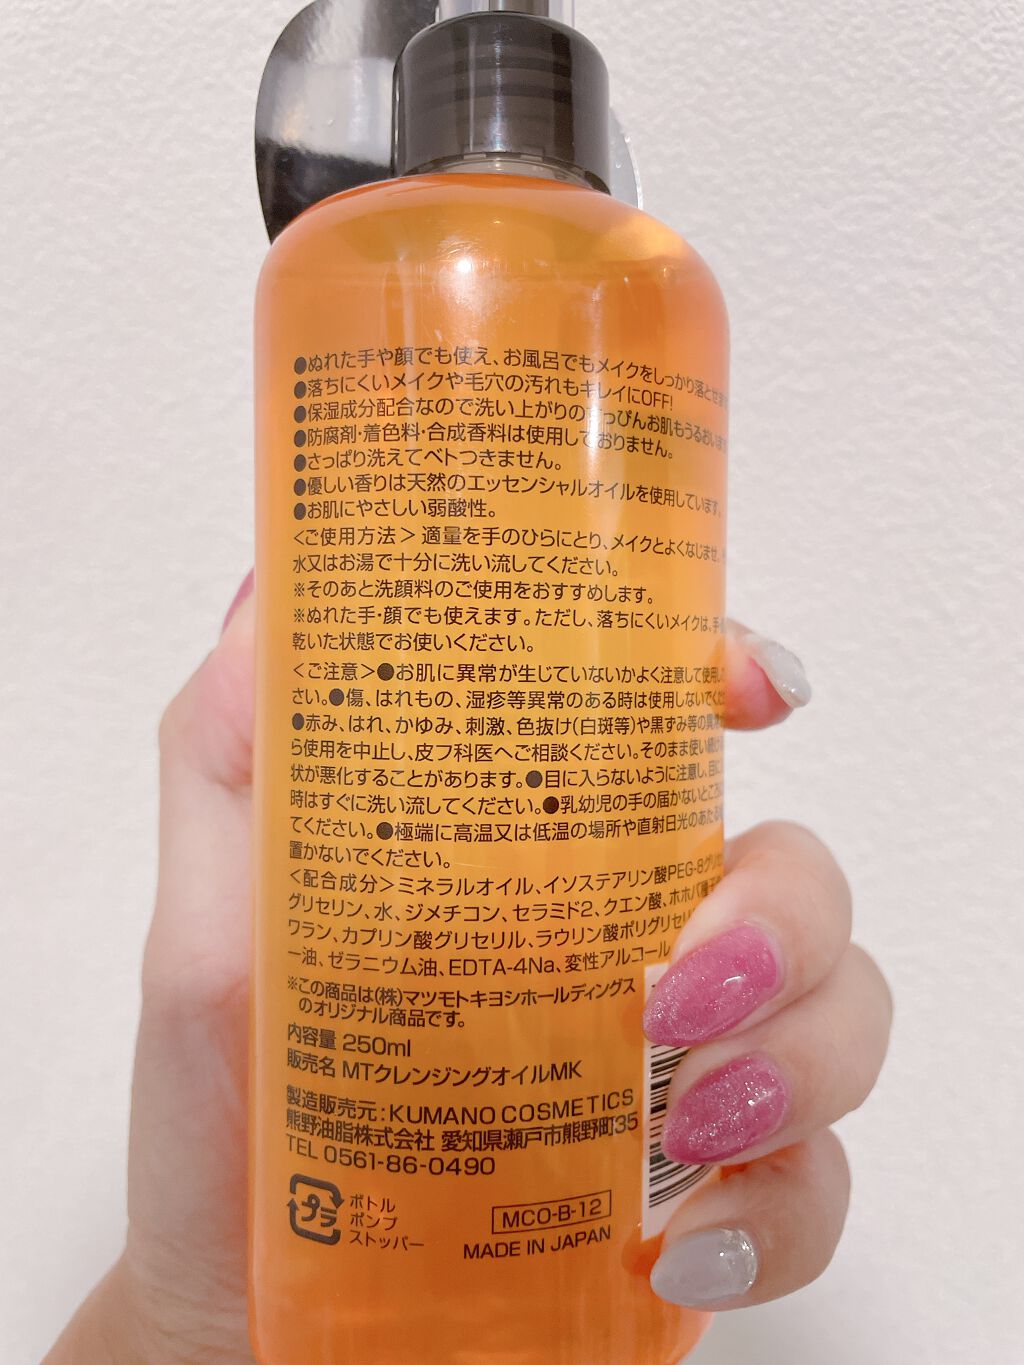 ●ぬれた手や顔でも使え、お風呂でもメイクをしっかり落とせま
●落ちにくいメイクや毛穴の汚れもキレイにOFF!
●保湿成分配合なので洗い上がりのすっぴんお肌もうるおいま
●防腐剤・着色料・合成香料は使用しておりません。
●さっぱり洗えてベトつきません。
●優しい香りは天然のエッセンシャルオイルを使用しています。
●お肌にやさしい弱酸性。
<ご使用方法> 適量を手のひらにとり、メイクとよくなじませ、
水又はお湯で十分に洗い流してください。
※そのあと洗顔料のご使用をおすすめします。
※ぬれた手・顔でも使えます。ただし、落ちにくいメイクは、手・
乾いた状態でお使いください。
<ご注意>●お肌に異常が生じていないかよく注意して使用し
さい。●傷、はれもの、湿疹等異常のある時は使用しないでくだ
●赤み、はれ、かゆみ、刺激、色抜け(白斑等)や黒ずみ等の異常
ら使用を中止し、皮フ科医へご相談ください。そのまま使い続け
状が悪化することがあります。●目に入らないように注意し、目に
時はすぐに洗い流してください。●乳幼児の手の届かないところ
てください。●極端に高温又は低温の場所や直射日光のあたる
置かないでください。
<配合成分>ミネラルオイル、イソステアリン酸PEG-8グリセ
グリセリン、水、ジメチコン、セラミド2、クエン酸、ホホバ種子
ワラン、カプリン酸グリセリル、ラウリン酸ポリグリセリ
ー油、ゼラニウム油、EDTA-4Na、変性アルコール
※この商品は(株)マツモトキヨシホールディングス
のオリジナル商品です。
内容量 250ml
販売名 MTクレンジングオイルMK
製造販売元:KUMANO COSMETICS
熊野油脂株式会社 愛知県瀬戸市熊野町35
TEL 0561-86-0490
プラ
ボトル
ポンプ
ストッパー
MCO-B-12
MADE IN JAPAN